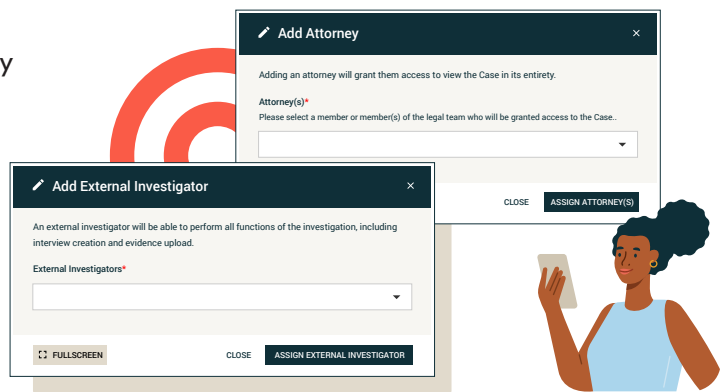 y
Add Attorney
Adding an attorney will grant them access to view the Case in its entirety.
Attorney(s)*
Please select a member or member(s) of the legal team who will be granted access to the Case..
CLOSE ASSIGN ATTORNEY(S)
Add External Investigator
An external investigator will be able to perform all functions of the investigation, including
interview creation and evidence upload.
External Investigators*
FULLSCREEN CLOSE ASSIGN EXTERNAL INVESTIGATOR